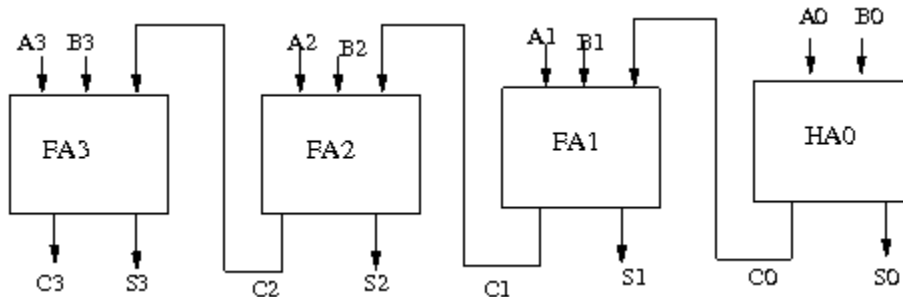 A3 B3 A2 B2 A1 B1 A0 B0
FA3 FA2 FA1 HA0
C3 S3 C2 S2 C1 S1 C0 S0